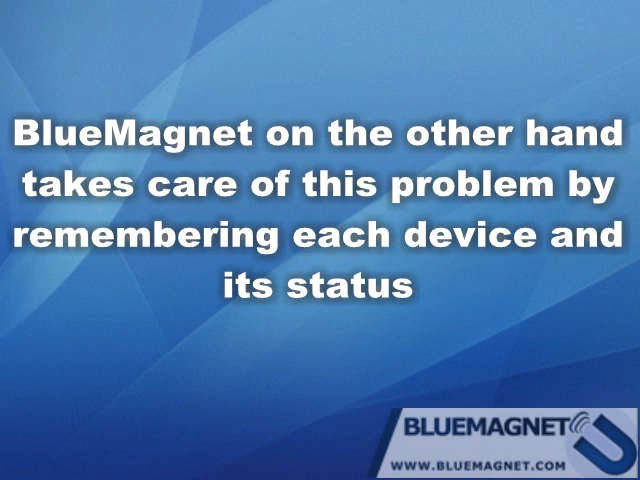 BlueMagnet on the other hand
takes care of this problem by
remembering each device and
its status
BLUEMAGNET
WWW.BLUEMAGNET.COM